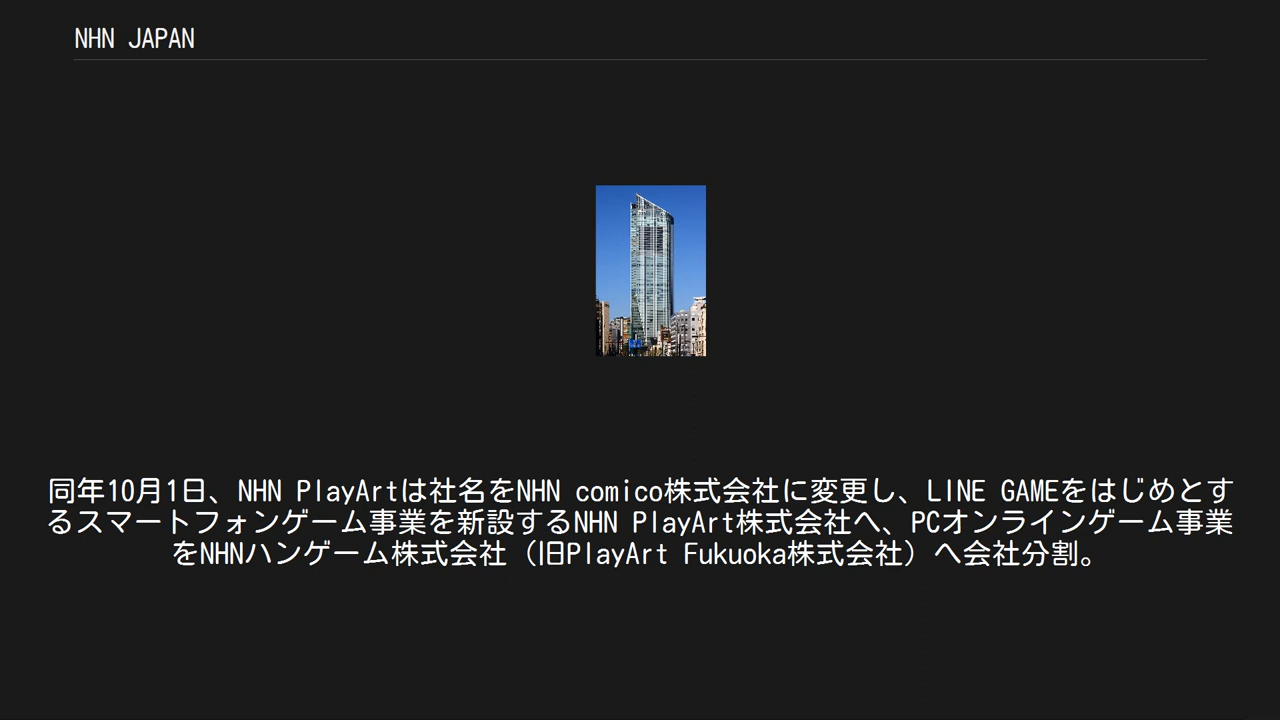 NHN JAPAN
同年10月1日、NHN PlayArtは社名をNHN comico株式会社に変更し、LINE GAMEをはじめとす
るスマートフォンゲーム事業を新設するNHN PlayArt株式会社へ、PCオンラインゲーム事業
をNHNハンゲーム株式会社（旧PlayArt Fukuoka株式会社）へ会社分割。